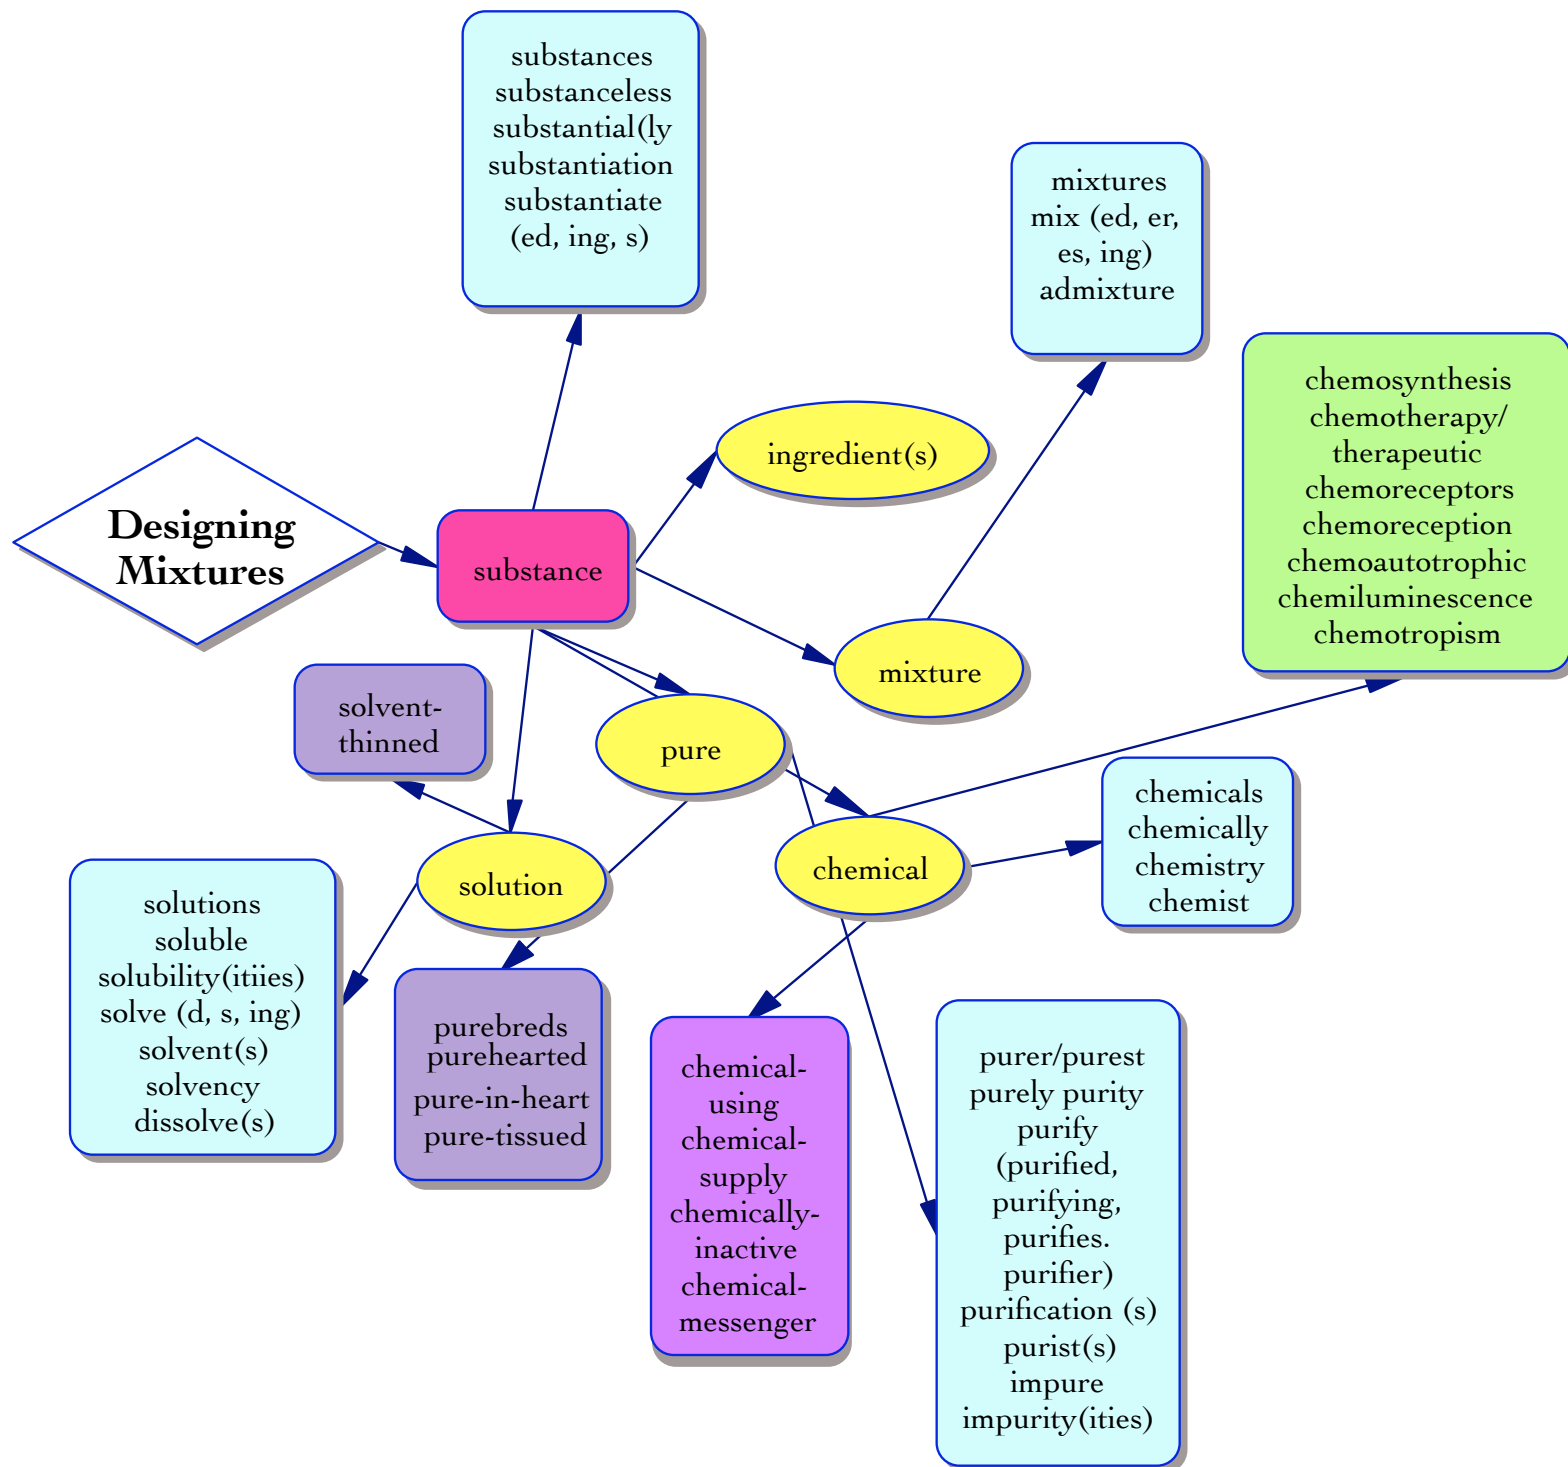 substances
substanceless
substantial(ly
substantiation
substantiate
(ed, ing, s)
mixtures
mix (ed, er,
es, ing)
admixture
chemosynthesis
chemotherapy/
therapeutic
chemoreceptors
chemoreception
chemoautotrophic
chemiluminescence
chemotropism
ingredient(s)
Designing
Mixtures
substance
mixture
solvent-
thinned
pure
chemicals
chemically
chemistry
chemist
chemical
solution
solutions
soluble
solubility(itiies)
solve (d, s, ing)
solvent(s)
solvency
dissolve(s)
purebreds
purehearted
pure-in-heart
pure-tissued
chemical-
using
chemical-
supply
chemically-
inactive
chemical-
messenger
purer/purest
purely purity
purify
(purified,
purifying,
purifies.
purifier)
purification (s)
purist(s)
impure
impurity(ities)